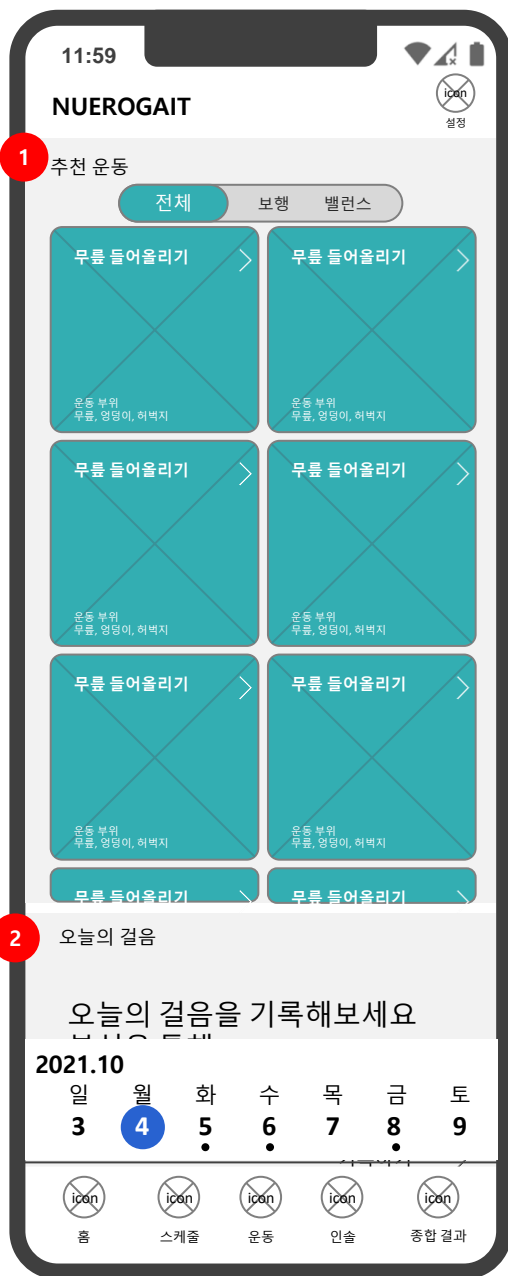 11:59
NUEROGAIT
icon
설정
1
추천 운동
전체 보행 밸런스
무릎 들어올리기 무릎 들어올리기
운동 부위 운동 부위
무릎, 엉덩이, 허벅지 무릎, 엉덩이, 허벅지
무릎 들어올리기 무릎 들어올리기
운동 부위 운동 부위
무릎, 엉덩이, 허벅지 무릎, 엉덩이, 허벅지
무릎 들어올리기 무릎 들어올리기
운동 부위 운동 부위
무릎, 엉덩이, 허벅지 무릎, 엉덩이, 허벅지
무릎 들어올리기 무릎 들어올리기
2
오늘의 걸음
오늘의 걸음을 기록해보세요
2021.10
일 월 화 수 목 금 토
3 4 5 6 7 8 9
icon icon icon icon icon
홈 스케줄 운동 인솔 종합 결과